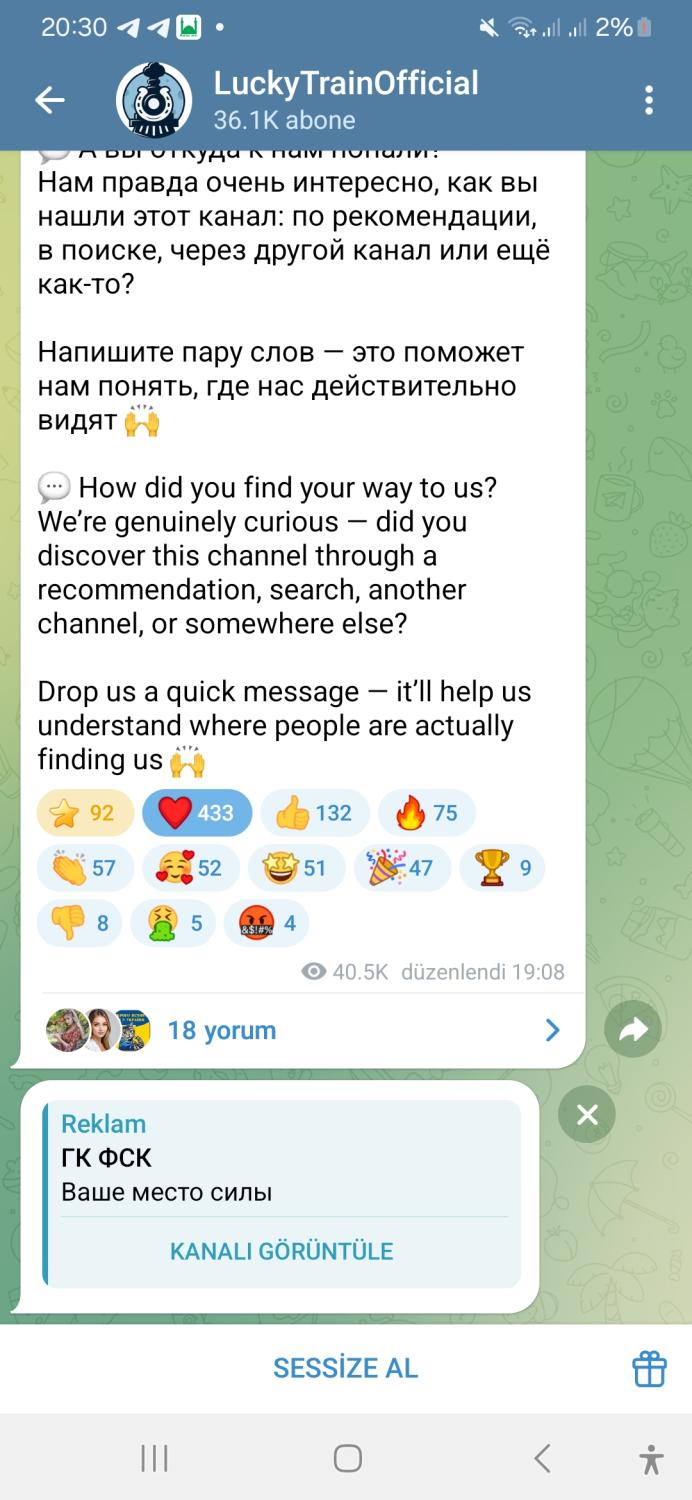 20:30
2%
LuckyTrainOfficial
36.1K abone
А вы откуда к нам попали?
Нам правда очень интересно, как вы
нашли этот канал: по рекомендации,
в поиске, через другой канал или ещё
как-то?
Напишите пару слов — это поможет
нам понять, где нас действительно
видят 🙌
💬 How did you find your way to us?
We’re genuinely curious — did you
discover this channel through a
recommendation, search, another
channel, or somewhere else?
Drop us a quick message — it’ll help us
understand where people are actually
finding us 🙌
⭐ 92 ❤️ 433 👍 132 🔥 75
👏 57 🥰 52 🤩 51 🎉 47 🏆 9
👎 8 🤮 5 🤬 4
40.5K düzenlendi 19:08
18 yorum
Reklam
ГК ФСК
Ваше место силы
KANALI GÖRÜNTÜLE
SESSİZE AL